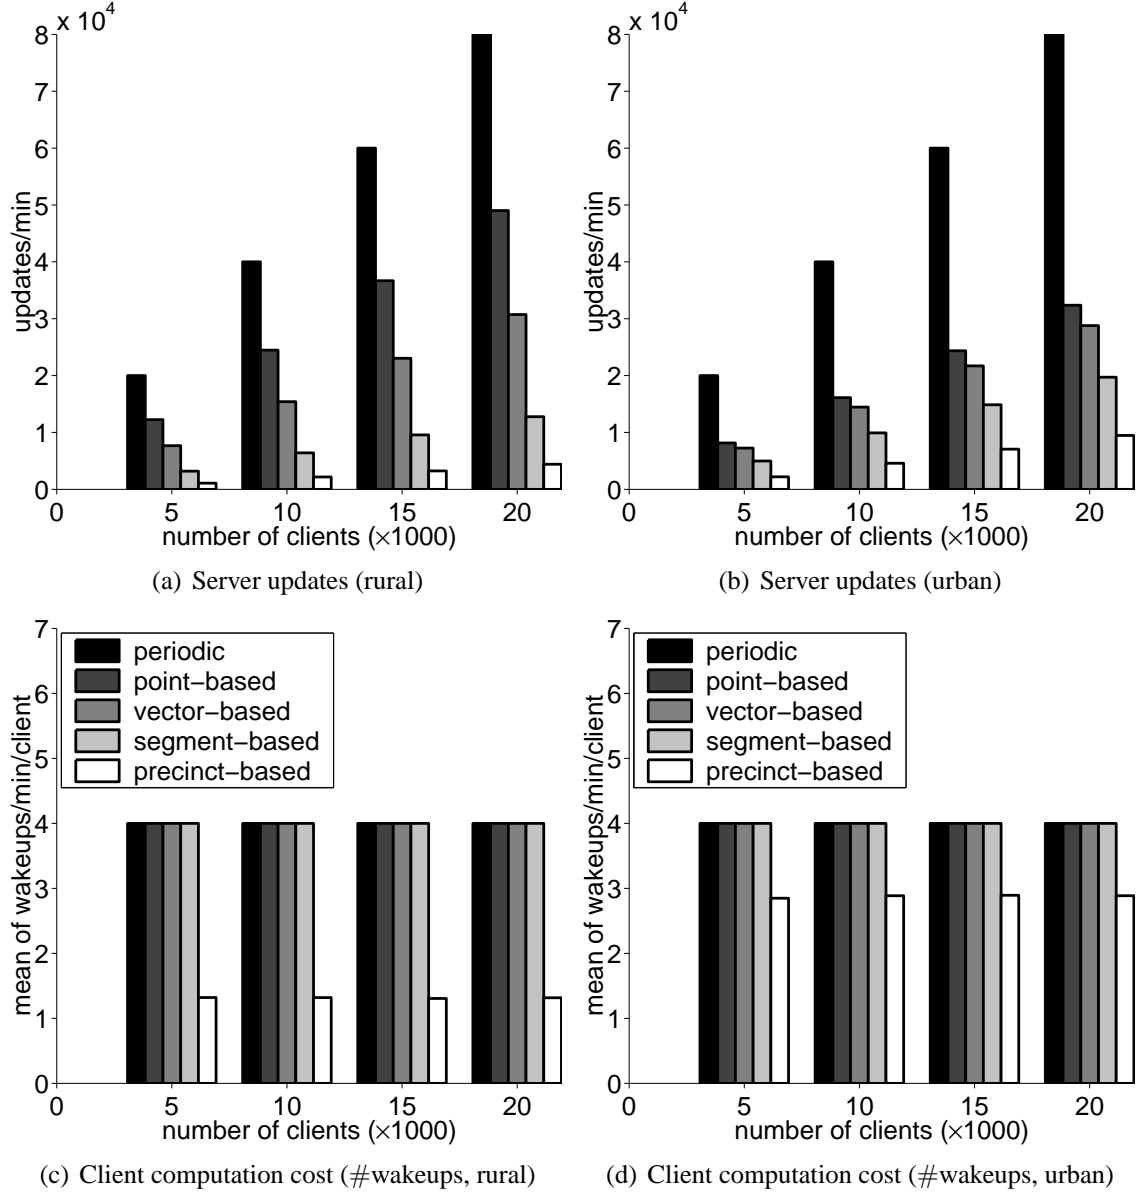 x 10⁴
8
7
6
5
4
3
2
1
0
updates/min
0 5 10 15 20
number of clients (×1000)
(a) Server updates (rural)
x 10⁴
8
7
6
5
4
3
2
1
0
updates/min
0 5 10 15 20
number of clients (×1000)
(b) Server updates (urban)
7
6
5
4
3
2
1
0
mean of wakeups/min/client
periodic
point−based
vector−based
segment−based
precinct−based
0 5 10 15 20
number of clients (×1000)
(c) Client computation cost (#wakeups, rural)
7
6
5
4
3
2
1
0
mean of wakeups/min/client
periodic
point−based
vector−based
segment−based
precinct−based
0 5 10 15 20
number of clients (×1000)
(d) Client computation cost (#wakeups, urban)